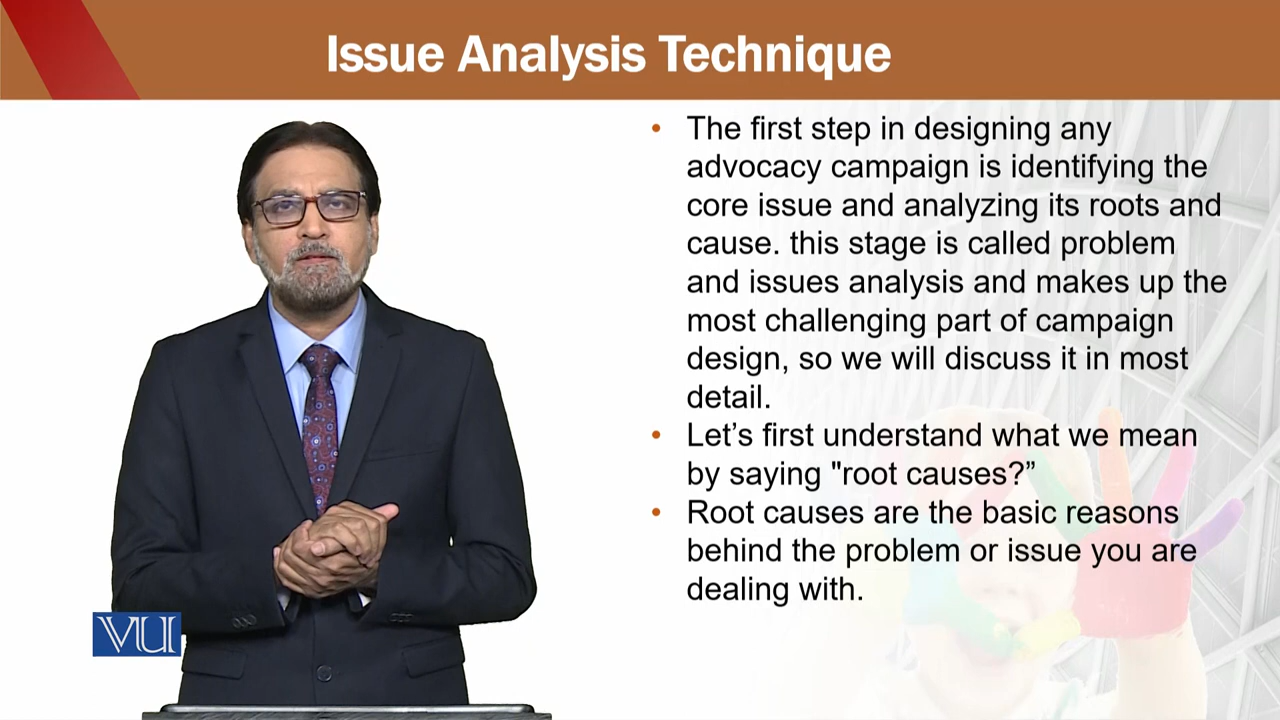 Issue Analysis Technique
• The first step in designing any
advocacy campaign is identifying the
core issue and analyzing its roots and
cause. this stage is called problem
and issues analysis and makes up the
most challenging part of campaign
design, so we will discuss it in most
detail.
• Let’s first understand what we mean
by saying "root causes?”
• Root causes are the basic reasons
behind the problem or issue you are
dealing with.
VU